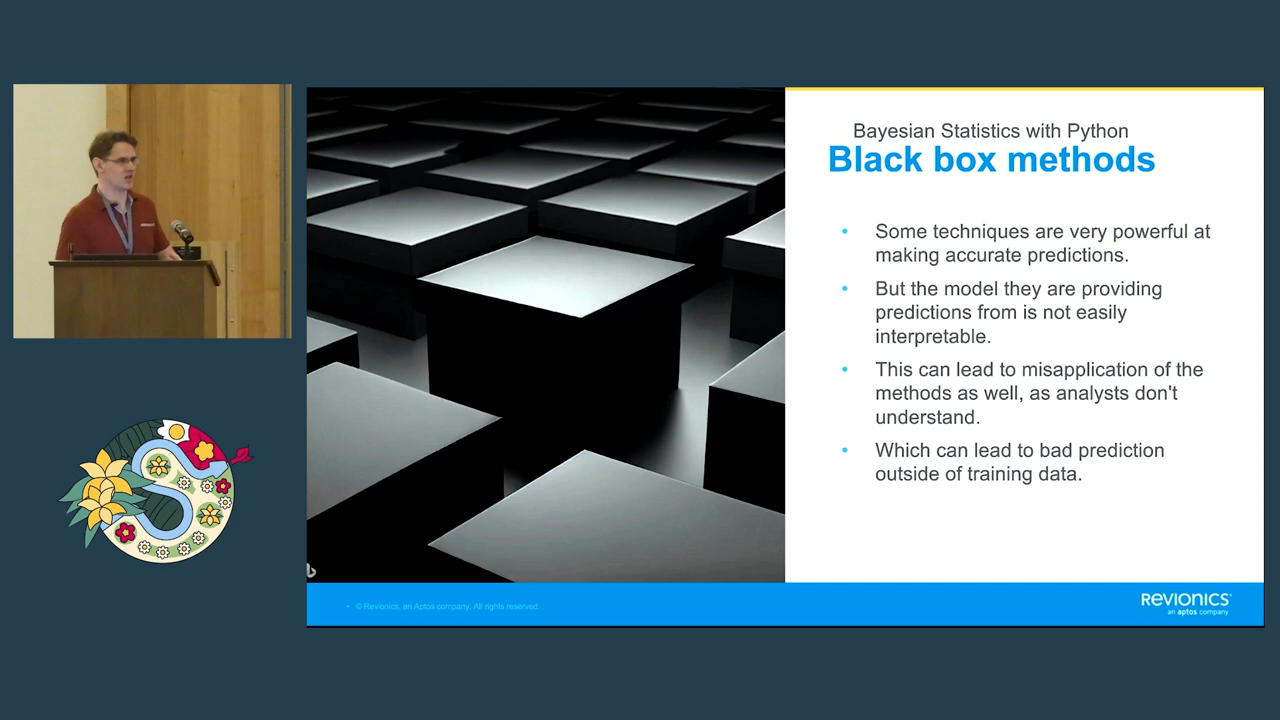 Bayesian Statistics with Python
Black box methods
• Some techniques are very powerful at
making accurate predictions.
• But the model they are providing
predictions from is not easily
interpretable.
• This can lead to misapplication of the
methods as well, as analysts don't
understand.
• Which can lead to bad prediction
outside of training data.
• © Revionics, an Aptos company. All rights reserved.
REVIONICS
an aptos company